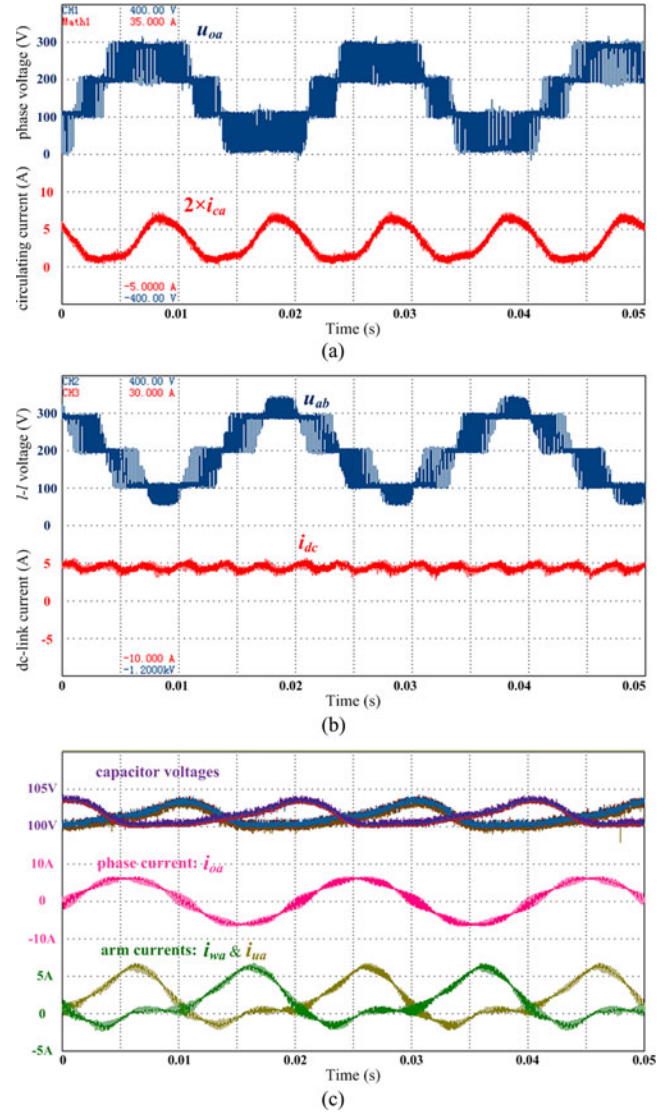 CH1 400.00 V
Math1 35.000 A
u_oa
phase voltage (V)
300
200
100
0
circulating current (A)
10
5
0
2×i_ca
-5.0000 A
-400.00 V
0 0.01 0.02 0.03 0.04 0.05
Time (s)
(a)
CH2 400.00 V
CH3 30.000 A
u_ab
l-l voltage (V)
300
200
100
0
i_dc
dc-link current (A)
5
0
-5
-10.000 A
-1.2000kV
0 0.01 0.02 0.03 0.04 0.05
Time (s)
(b)
capacitor voltages
105V
100V
phase current: i_oa
10A
0
-10A
arm currents: i_wa & i_ua
5A
0
-5A
0 0.01 0.02 0.03 0.04 0.05
Time (s)
(c)